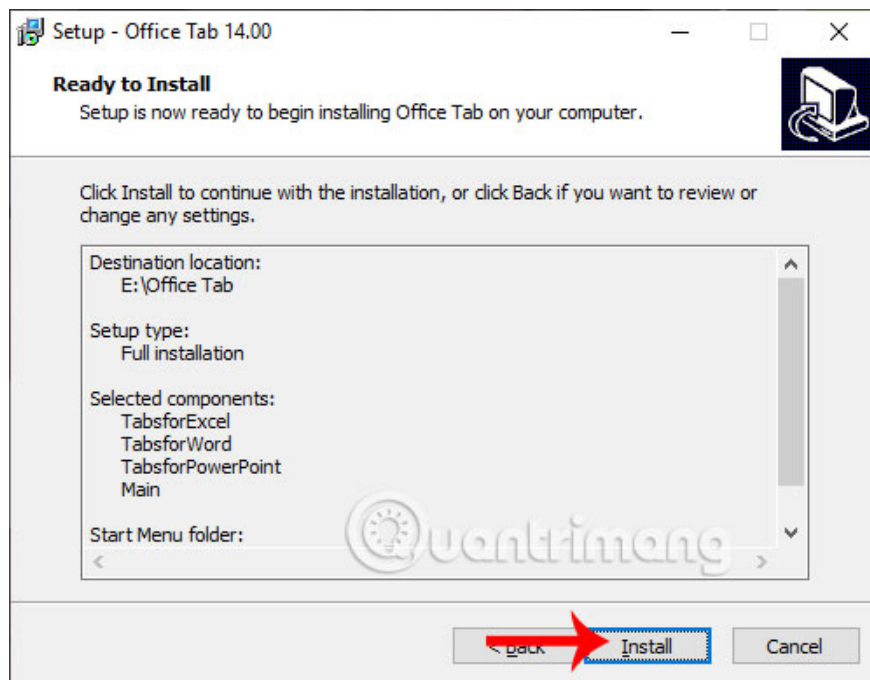 Setup - Office Tab 14.00
Ready to Install
Setup is now ready to begin installing Office Tab on your computer.
Click Install to continue with the installation, or click Back if you want to review or
change any settings.
Destination location:
E:\Office Tab
Setup type:
Full installation
Selected components:
TabsforExcel
TabsforWord
TabsforPowerPoint
Main
Start Menu folder:
Quantrimang
< Back
Install
Cancel